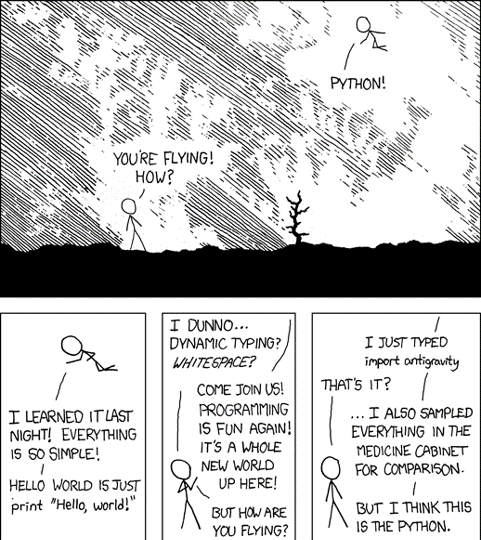 YOU'RE FLYING!
HOW?
PYTHON!
I LEARNED IT LAST
NIGHT! EVERYTHING
IS SO SIMPLE!
HELLO WORLD IS JUST
print "Hello, world!"
I DUNNO...
DYNAMIC TYPING?
WHITESPACE?
COME JOIN US!
PROGRAMMING
IS FUN AGAIN!
IT'S A WHOLE
NEW WORLD
UP HERE!
BUT HOW ARE
YOU FLYING?
I JUST TYPED
import antigravity
THAT'S IT?
... I ALSO SAMPLED
EVERYTHING IN THE
MEDICINE CABINET
FOR COMPARISON.
BUT I THINK THIS
IS THE PYTHON.